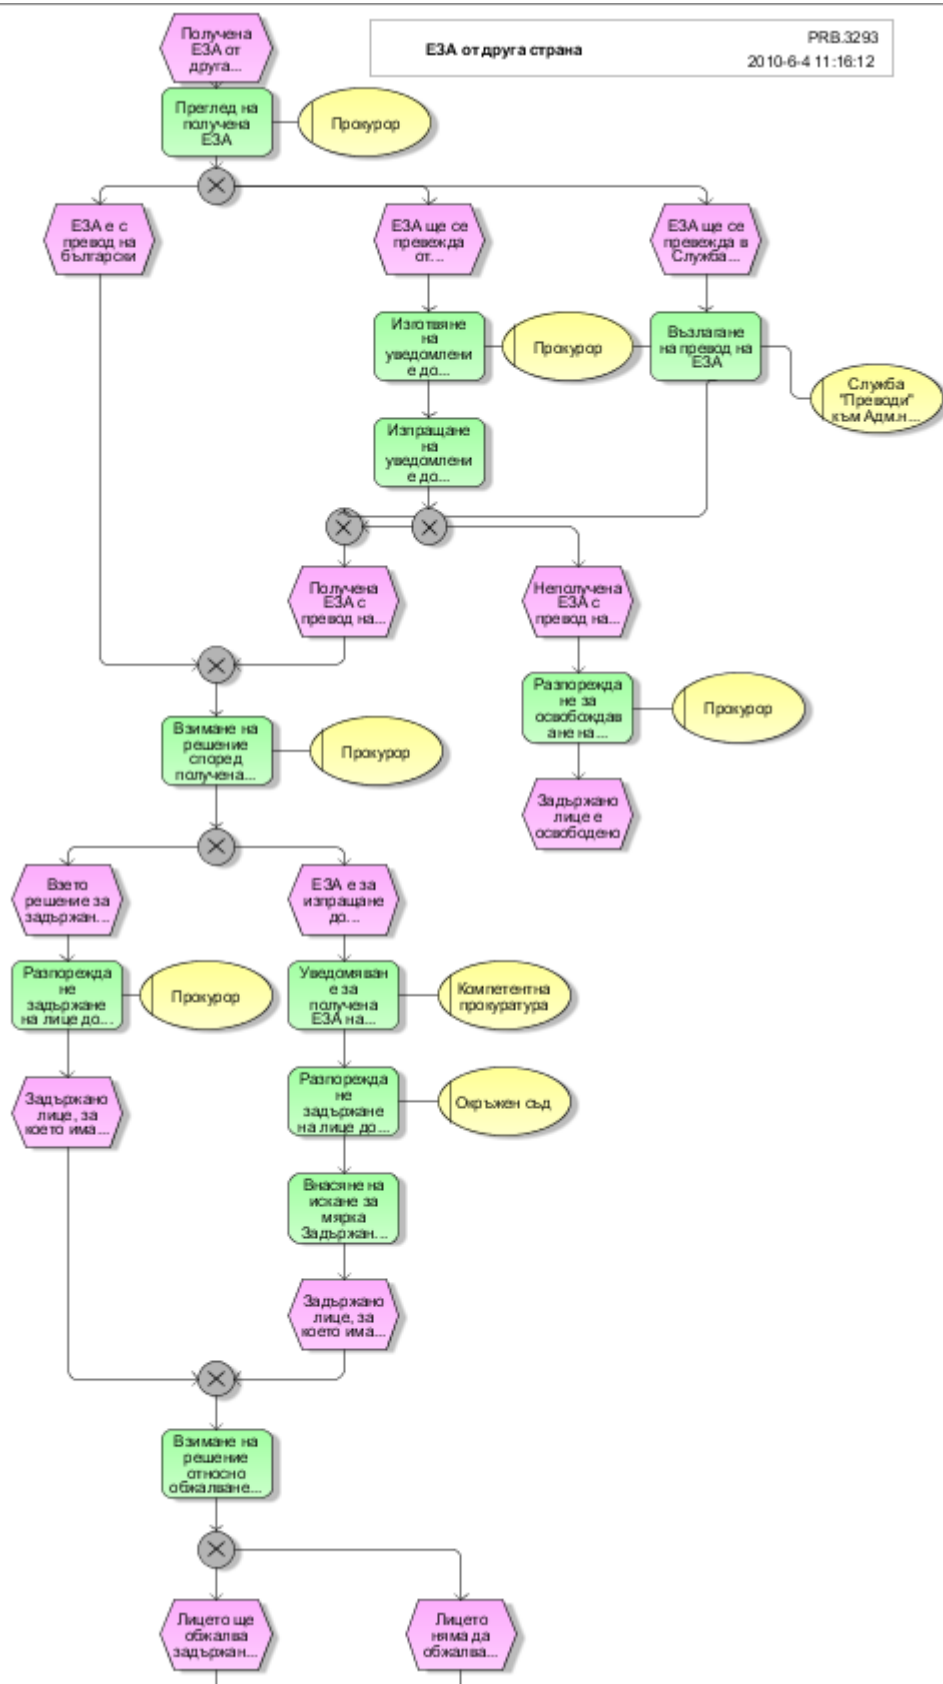 Получена
ЕЗА от
друга...
ЕЗА от друга страна
PRB.3293
2010-6-4 11:16:12
Преглед на
получена
ЕЗА
Прокурор
ЕЗА е с
превод на
български
ЕЗА ще се
превежда
от...
ЕЗА ще се
превежда в
Служба...
Изготвяне
на
уведомлени
е до...
Прокурор
Възлагане
на превод на
ЕЗА
Служба
"Преводи"
към Адм.н...
Изпращане
на
уведомлени
е до...
Получена
ЕЗА с
превод на...
Неполучена
ЕЗА с
превод на...
Разпорежда
не за
освобождав
ане на...
Прокурор
Взимане на
решение
според
получена...
Прокурор
Задържано
лице е
освободено
Взето
решение за
задържан...
ЕЗА е за
изпращане
до...
Разпорежда
не
задържане
на лице до...
Прокурор
Уведомяван
е за
получена
ЕЗА на...
Компетентна
прокуратура
Задържано
лице, за
което има...
Разпорежда
не
задържане
на лице до...
Окръжен съд
Внасяне на
искане за
мярка
Задържан...
Задържано
лице, за
което има...
Взимане на
решение
относно
обжалване...
Лицето ще
обжалва
задържан...
Лицето
няма да
обжалва...